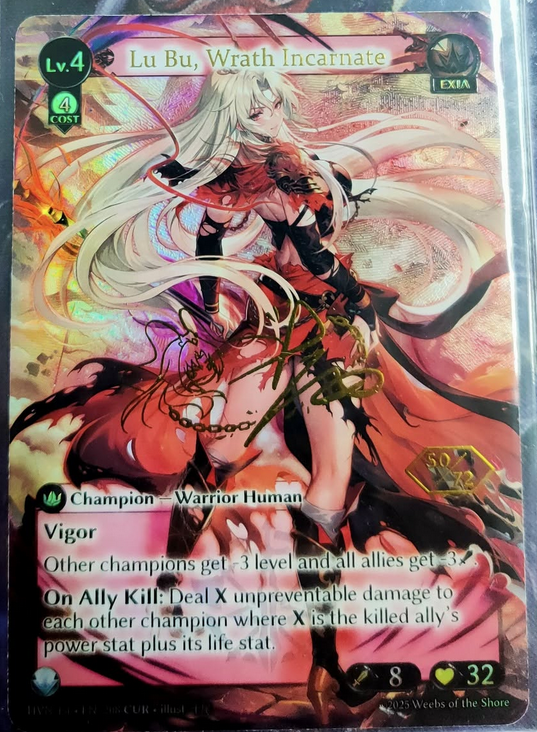 Lv.4
Lu Bu, Wrath Incarnate
EXIA
4
COST
50
72
Champion — Warrior Human
Vigor
Other champions get -3 level and all allies get -3
On Ally Kill: Deal X unpreventable damage to
each other champion where X is the killed ally's
power stat plus its life stat.
8
32
CUR • illust.
2025 Weebs of the Shore